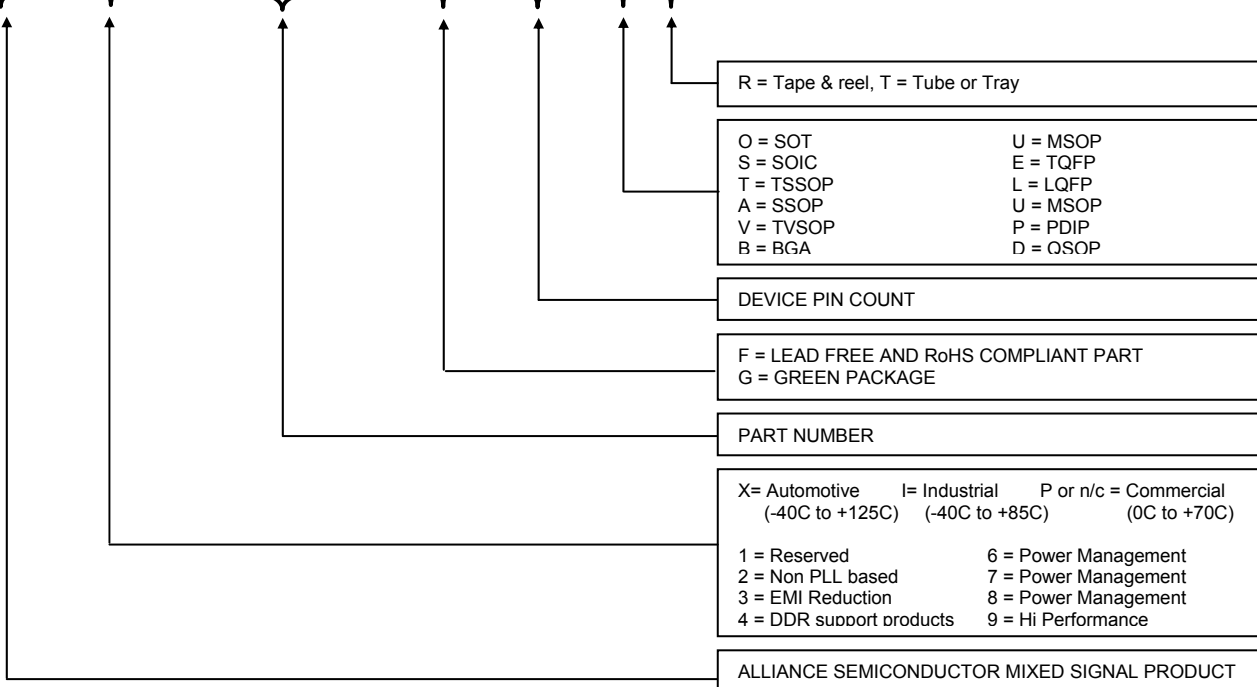 R = Tape & reel, T = Tube or Tray
O = SOT U = MSOP
S = SOIC E = TQFP
T = TSSOP L = LQFP
A = SSOP U = MSOP
V = TVSOP P = PDIP
B = BGA D = QSOP
DEVICE PIN COUNT
F = LEAD FREE AND RoHS COMPLIANT PART
G = GREEN PACKAGE
PART NUMBER
X= Automotive I= Industrial P or n/c = Commercial
(-40C to +125C) (-40C to +85C) (0C to +70C)
1 = Reserved 6 = Power Management
2 = Non PLL based 7 = Power Management
3 = EMI Reduction 8 = Power Management
4 = DDR support products 9 = Hi Performance
ALLIANCE SEMICONDUCTOR MIXED SIGNAL PRODUCT